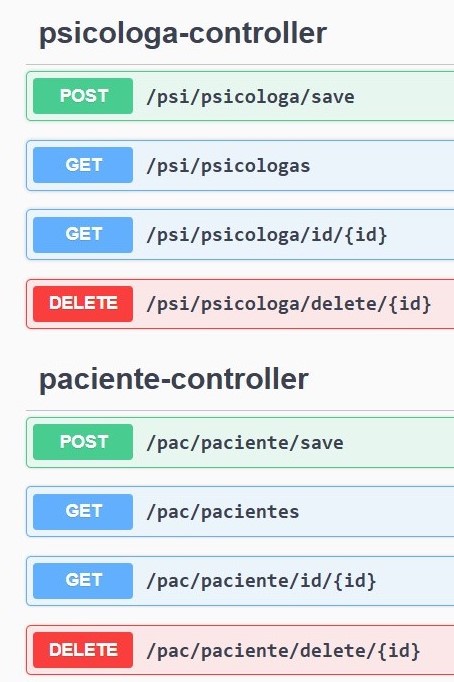 psicologa-controller
POST /psi/psicologa/save
GET /psi/psicologas
GET /psi/psicologa/id/{id}
DELETE /psi/psicologa/delete/{id}
paciente-controller
POST /pac/paciente/save
GET /pac/pacientes
GET /pac/paciente/id/{id}
DELETE /pac/paciente/delete/{id}